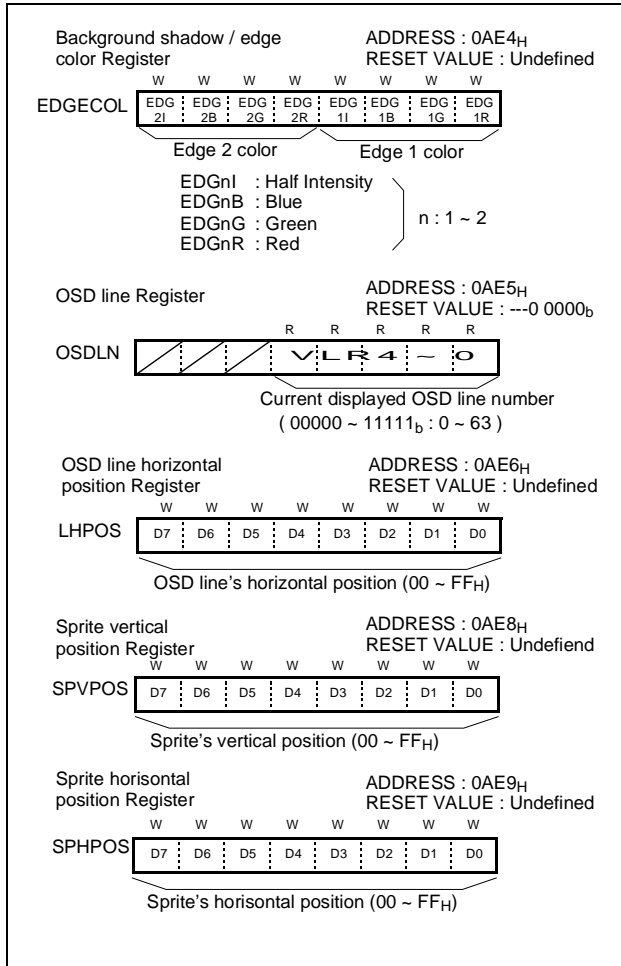 Background shadow / edge color Register
ADDRESS : 0AE4H
RESET VALUE : Undefined
W W W W W W W W
EDGECOL EDG 2I EDG 2B EDG 2G EDG 2R EDG 1I EDG 1B EDG 1G EDG 1R
Edge 2 color Edge 1 color
EDGnI : Half Intensity
EDGnB : Blue
EDGnG : Green
EDGnR : Red
n : 1 ~ 2
OSD line Register
ADDRESS : 0AE5H
RESET VALUE : ---0 0000b
R R R R R
OSDLN VLR4 ~ 0
Current displayed OSD line number
( 00000 ~ 11111b : 0 ~ 63 )
OSD line horizontal position Register
ADDRESS : 0AE6H
RESET VALUE : Undefined
W W W W W W W W
LHPOS D7 D6 D5 D4 D3 D2 D1 D0
OSD line's horizontal position (00 ~ FFH)
Sprite vertical position Register
ADDRESS : 0AE8H
RESET VALUE : Undefiend
W W W W W W W W
SPVPOS D7 D6 D5 D4 D3 D2 D1 D0
Sprite's vertical position (00 ~ FFH)
Sprite horisontal position Register
ADDRESS : 0AE9H
RESET VALUE : Undefined
W W W W W W W W
SPHPOS D7 D6 D5 D4 D3 D2 D1 D0
Sprite's horisontal position (00 ~ FFH)